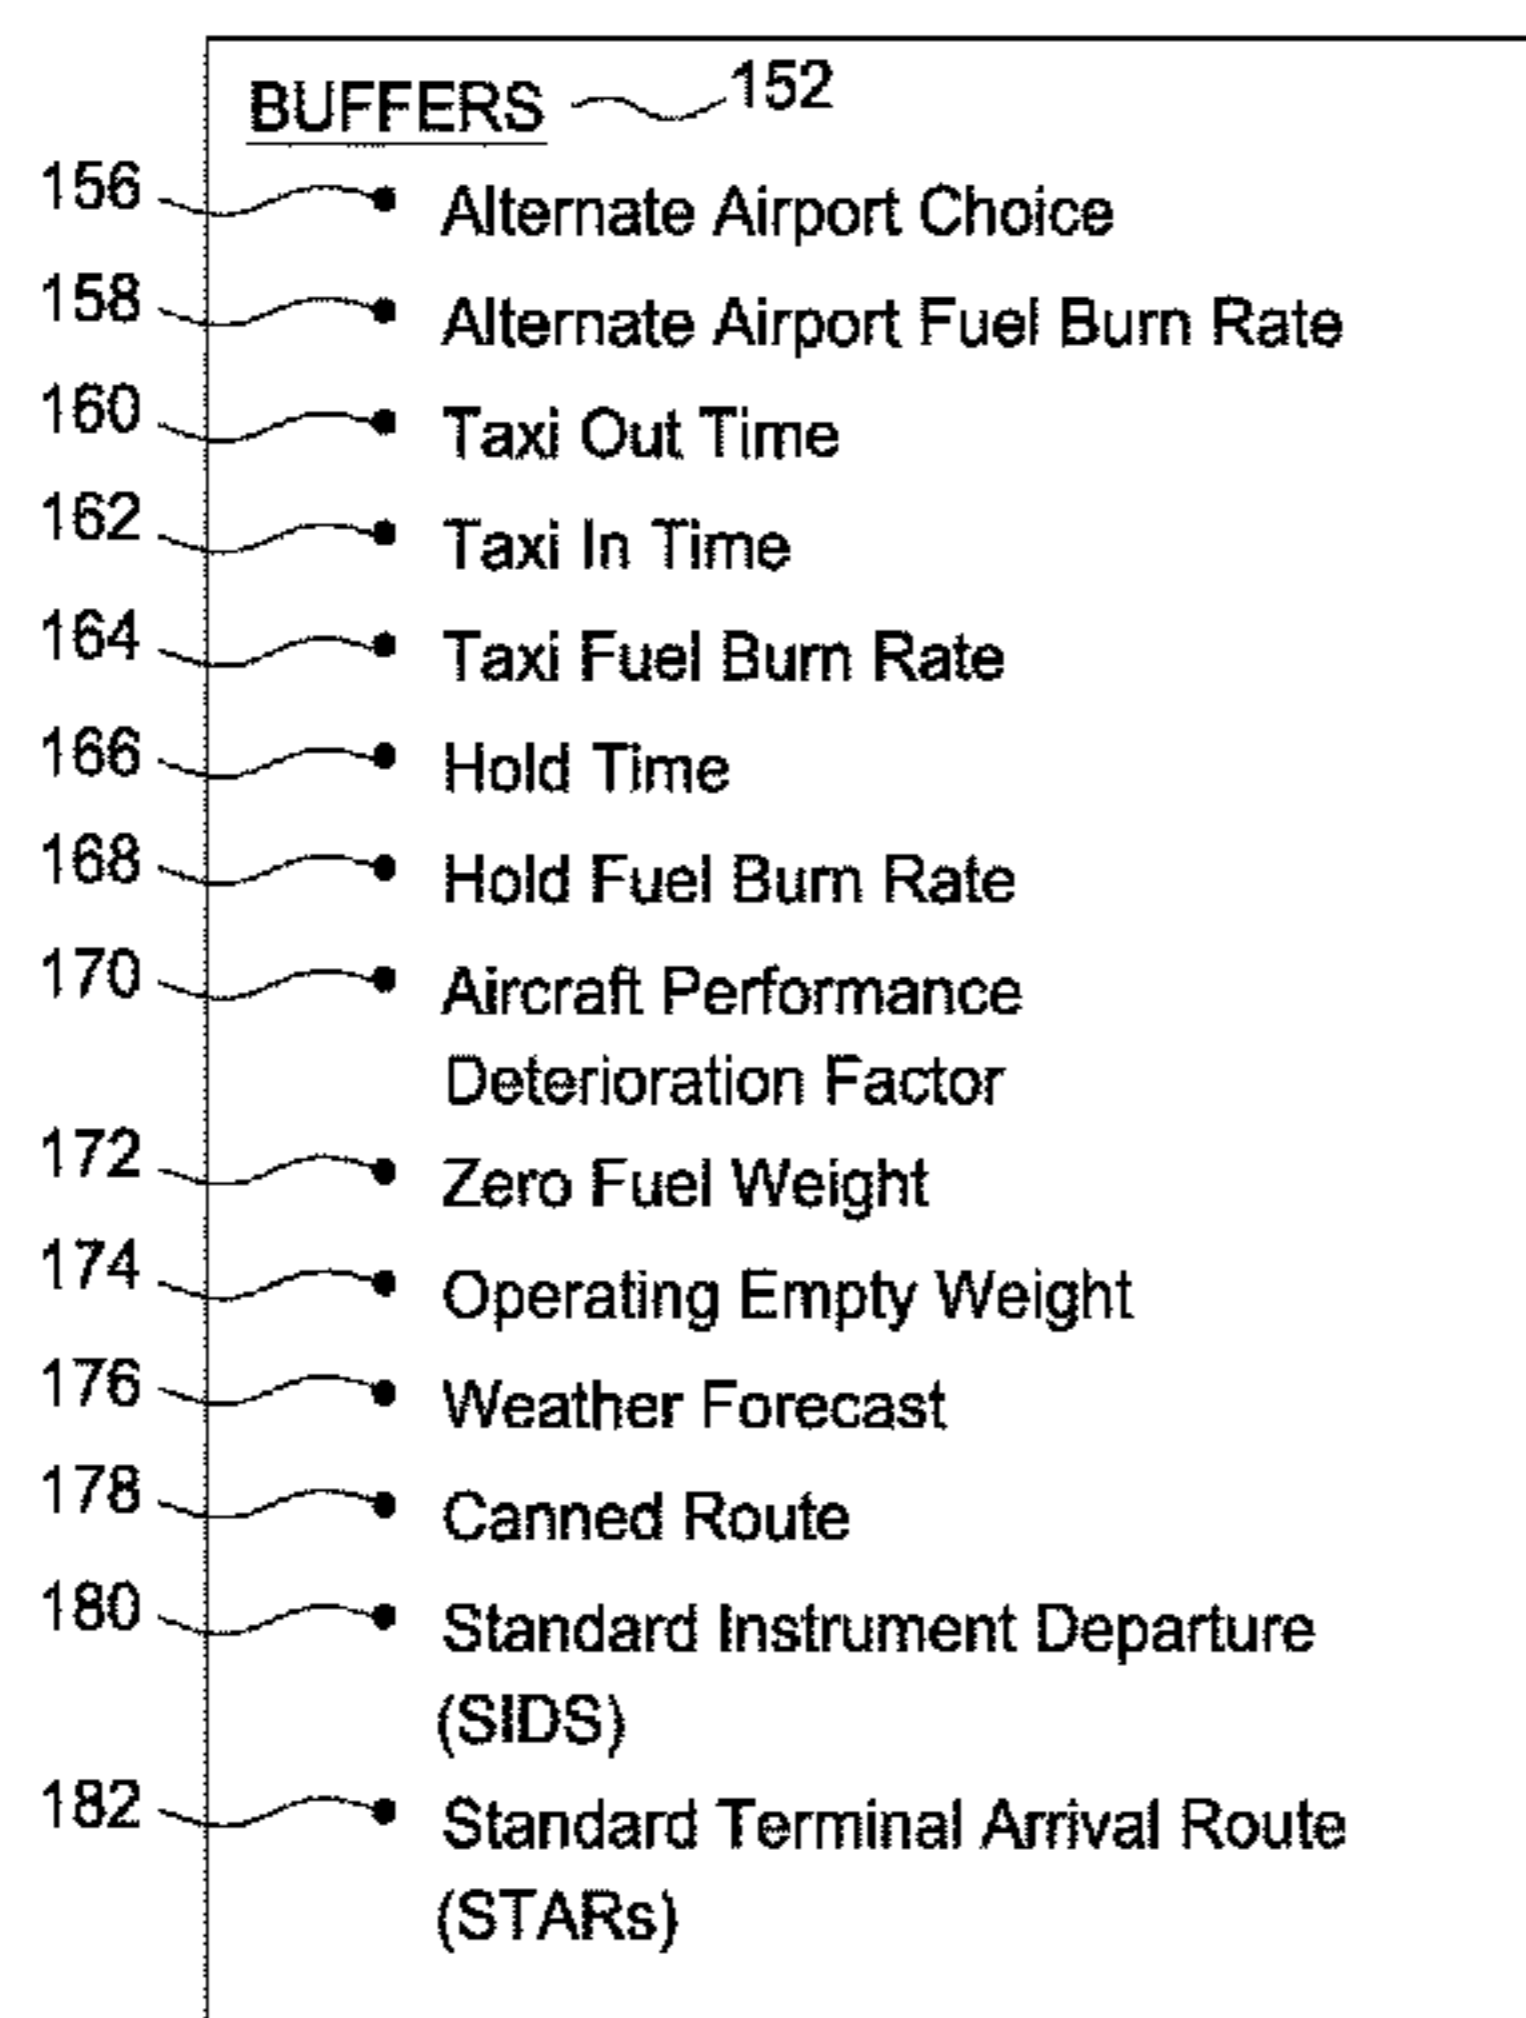 BUFFERS 152
156 Alternate Airport Choice
158 Alternate Airport Fuel Burn Rate
160 Taxi Out Time
162 Taxi In Time
164 Taxi Fuel Burn Rate
166 Hold Time
168 Hold Fuel Burn Rate
170 Aircraft Performance
Deterioration Factor
172 Zero Fuel Weight
174 Operating Empty Weight
176 Weather Forecast
178 Canned Route
180 Standard Instrument Departure
(SIDS)
182 Standard Terminal Arrival Route
(STARs)